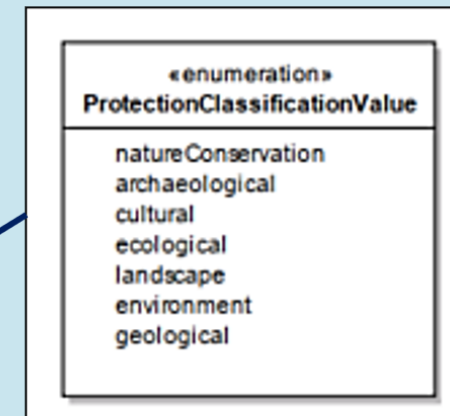 «enumeration»
ProtectionClassificationValue
natureConservation
archaeological
cultural
ecological
landscape
environment
geological